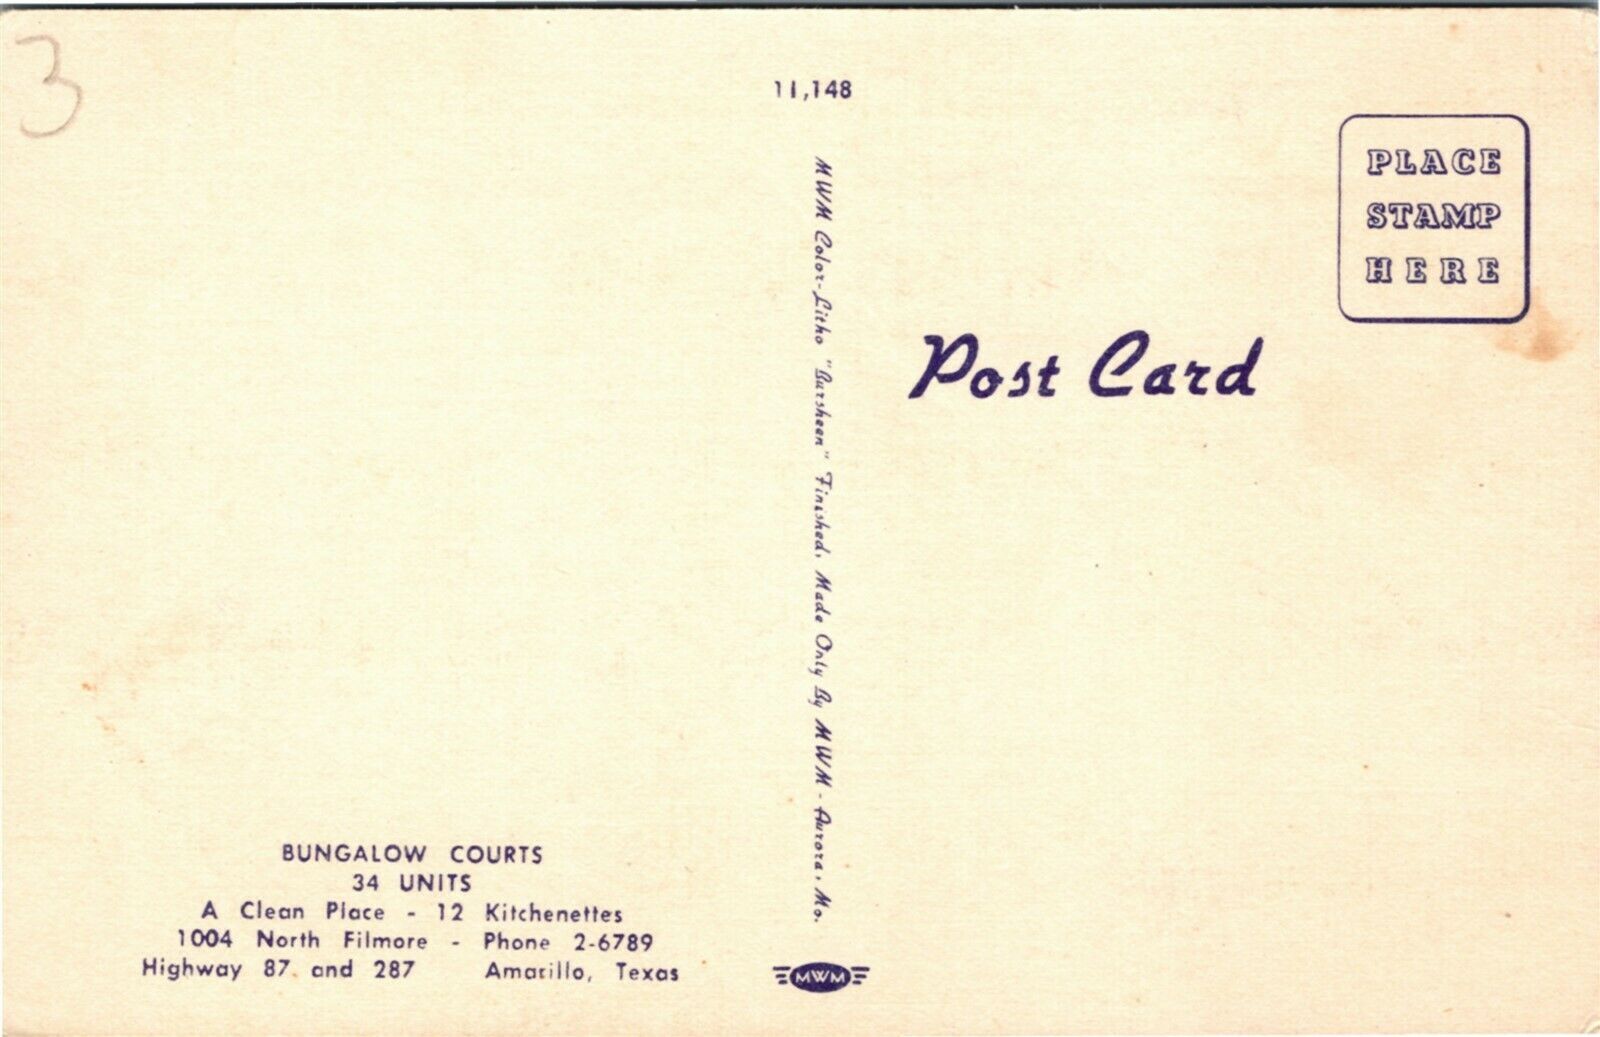 3
11,148
PLACE
STAMP
HERE
MWM Color-Litho "Bursheen" Finished, Made Only By MWM - Aurora, Mo.
Post Card
BUNGALOW COURTS
34 UNITS
A Clean Place - 12 Kitchenettes
1004 North Filmore - Phone 2-6789
Highway 87 and 287 Amarillo, Texas
MWM